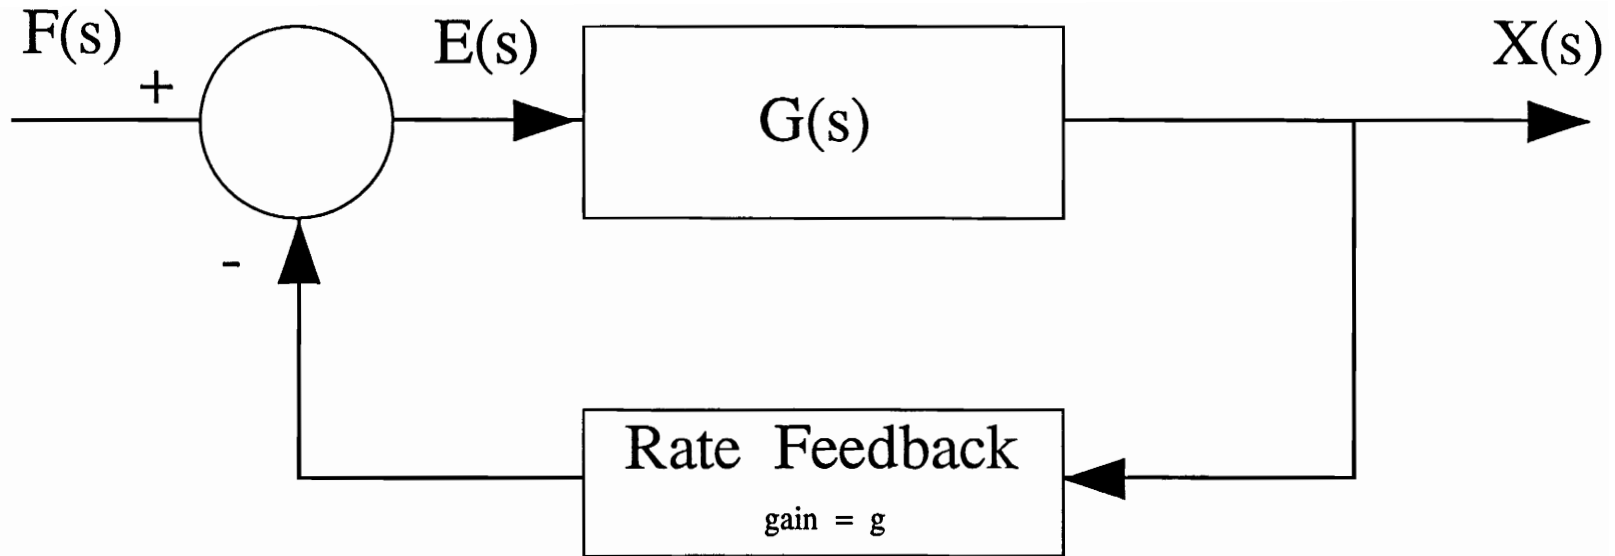 F(s)
+
E(s)
G(s)
X(s)
-
Rate Feedback
gain = g